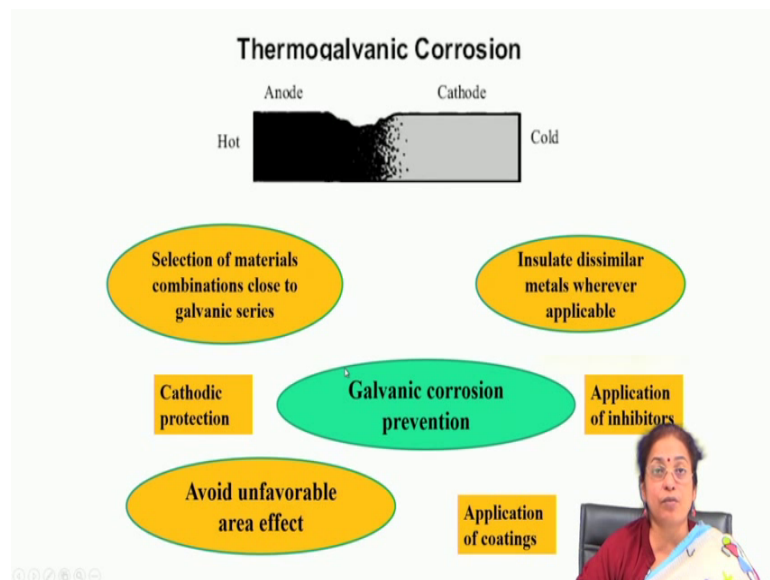 Thermogalvanic Corrosion
Anode
Cathode
Hot
Cold
Selection of materials
combinations close to
galvanic series
Insulate dissimilar
metals wherever
applicable
Cathodic
protection
Galvanic corrosion
prevention
Application
of inhibitors
Avoid unfavorable
area effect
Application
of coatings